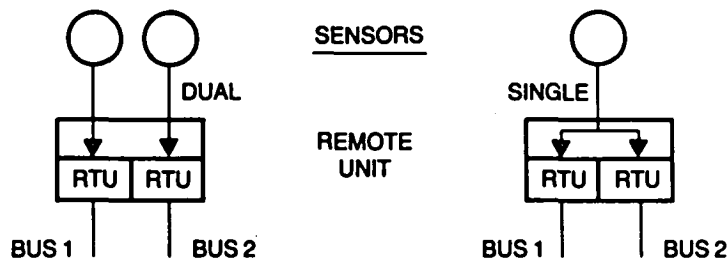 SENSORS
DUAL
SINGLE
REMOTE
UNIT
RTU RTU
RTU RTU
BUS 1 BUS 2
BUS 1 BUS 2